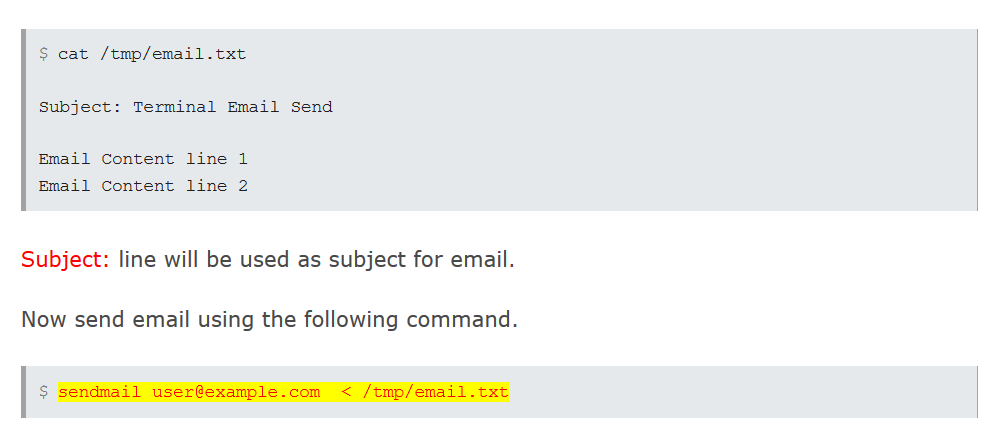 $ cat /tmp/email.txt
Subject: Terminal Email Send
Email Content line 1
Email Content line 2
Subject: line will be used as subject for email.
Now send email using the following command.
$ sendmail user@example.com  < /tmp/email.txt